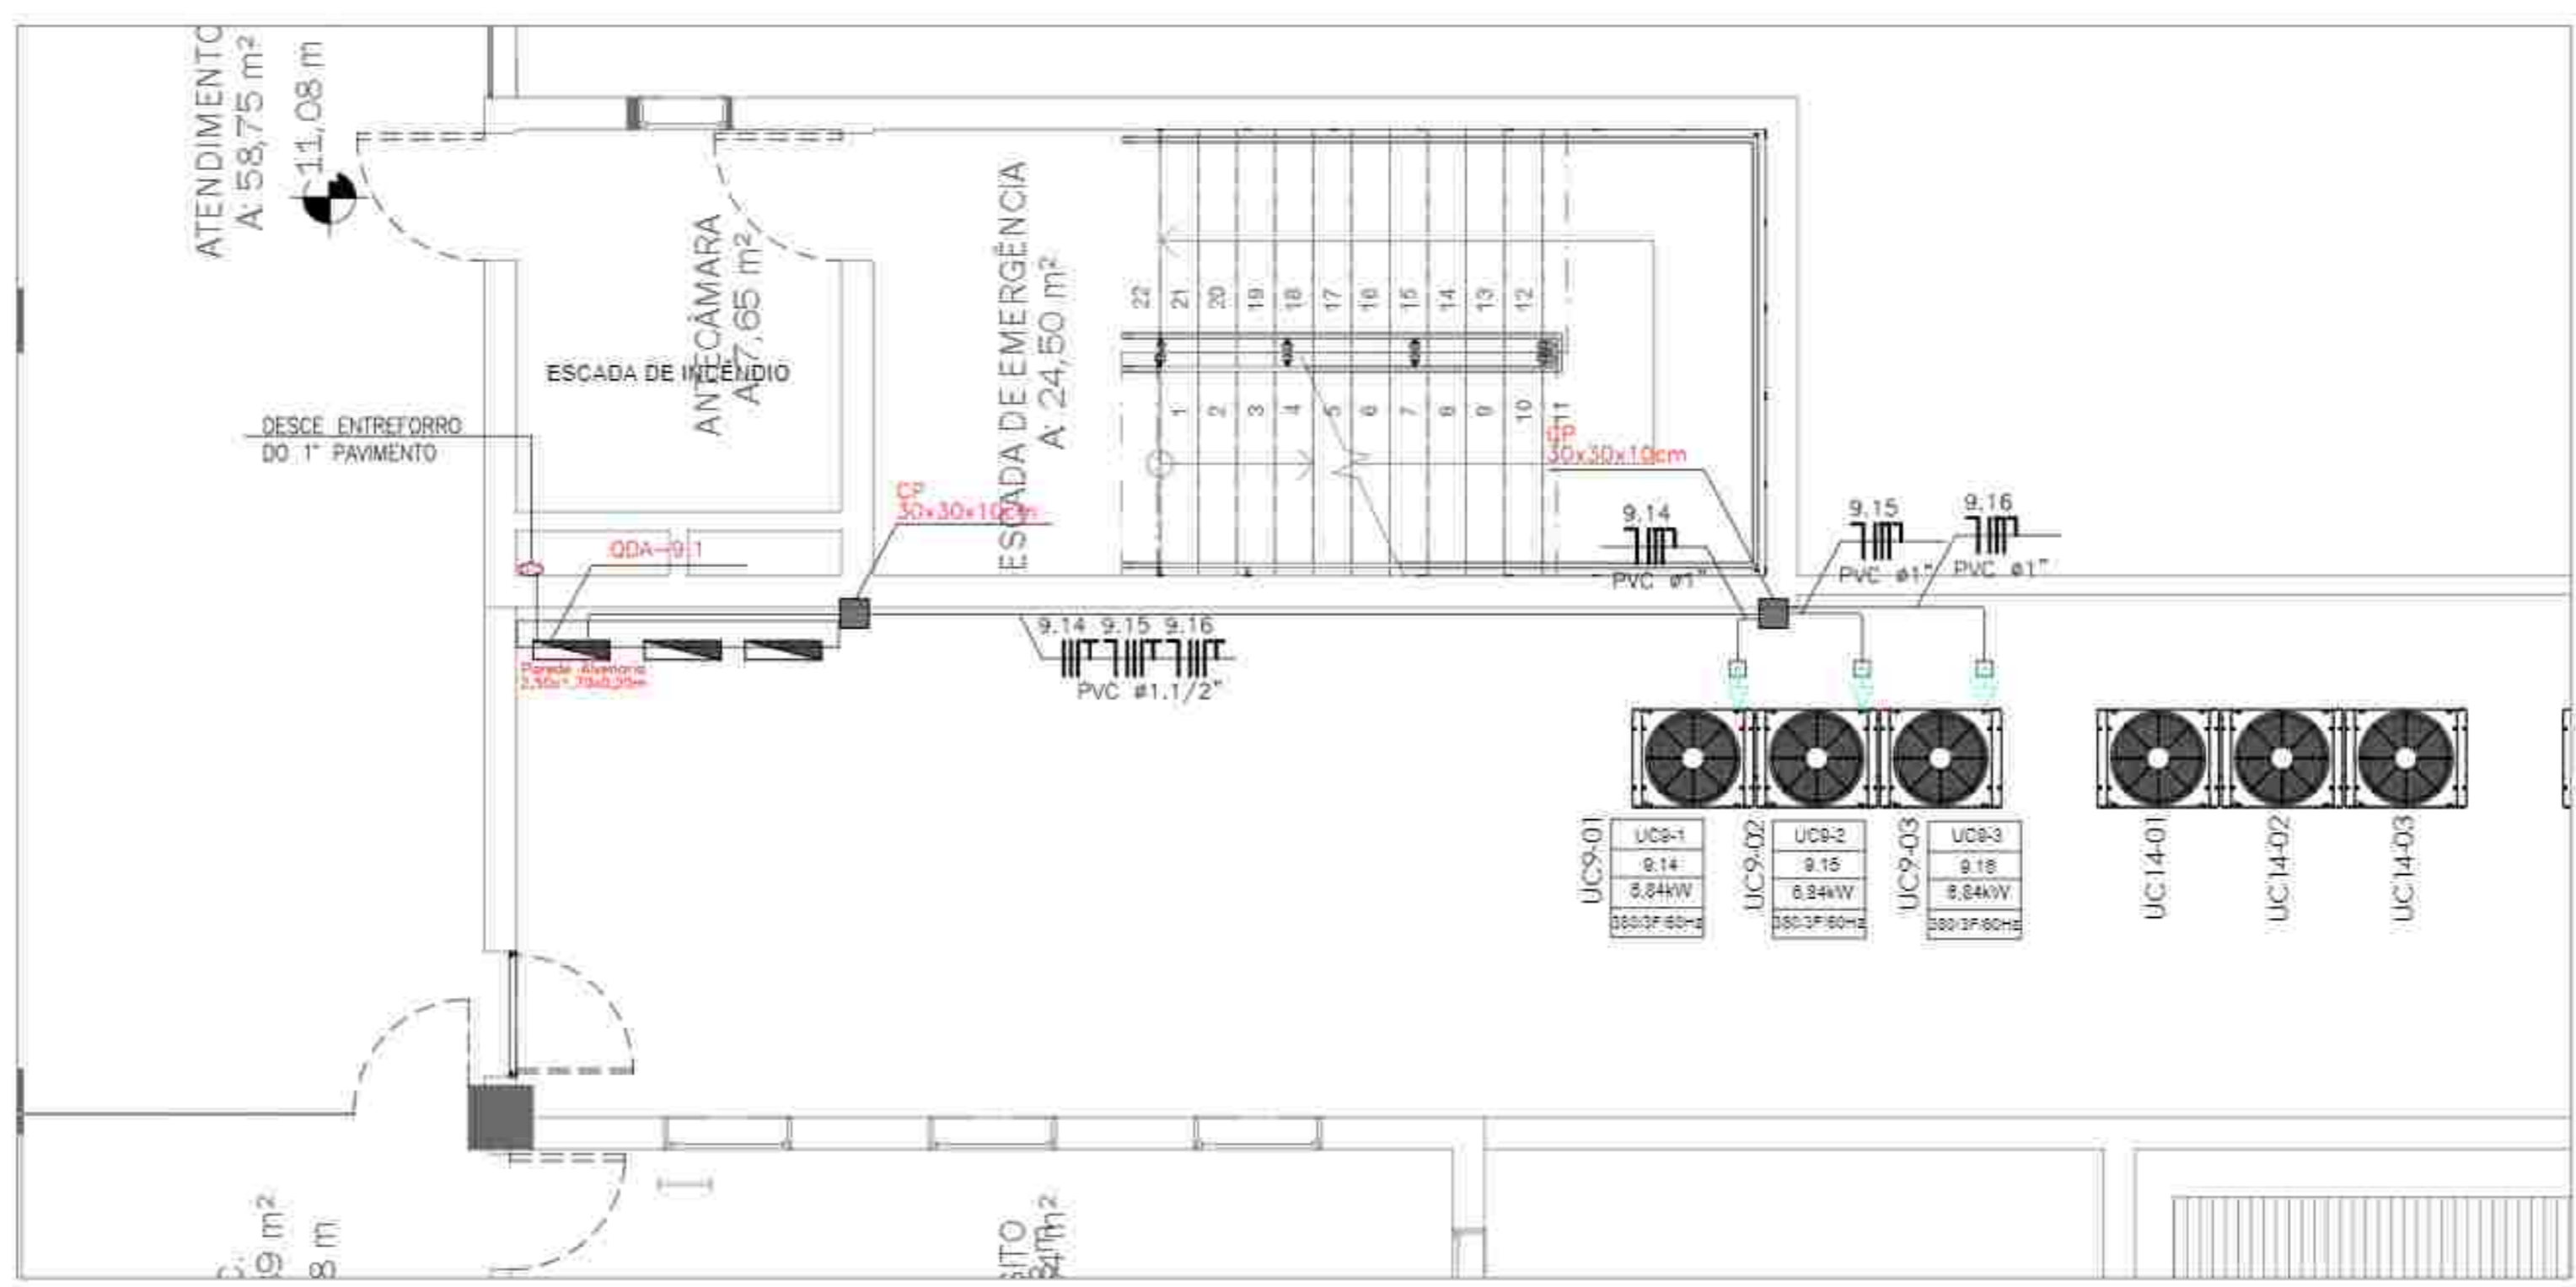 ATENDIMENTO
A: 58,75 m²
11,08 m
ANTECÂMARA
A: 7,65 m²
ESCADA DE INCÊNDIO
ESCADA DE EMERGÊNCIA
A: 24,50 m²
22 21 20 19 18 17 16 15 14 13 12
1 2 3 4 5 6 7 8 9 10 11
DESCE ENTREFORRO
DO 1° PAVIMENTO
CP
30x30x10cm
CP
30x30x10cm
QDA-9.1
9.14
PVC ø1"
9.15
PVC ø1"
9.16
PVC ø1"
9.14 9.15 9.16
PVC ø1.1/2"
Parede Alvenaria
UC9-01
UC9-1
9.14
6,84kW
380/3F/60Hz
UC9-02
UC9-2
9.15
6,84kW
380/3F/60Hz
UC9-03
UC9-3
9.16
6,84kW
380/3F/60Hz
UC14-01
UC14-02
UC14-03
9 m²
8 m
SITO